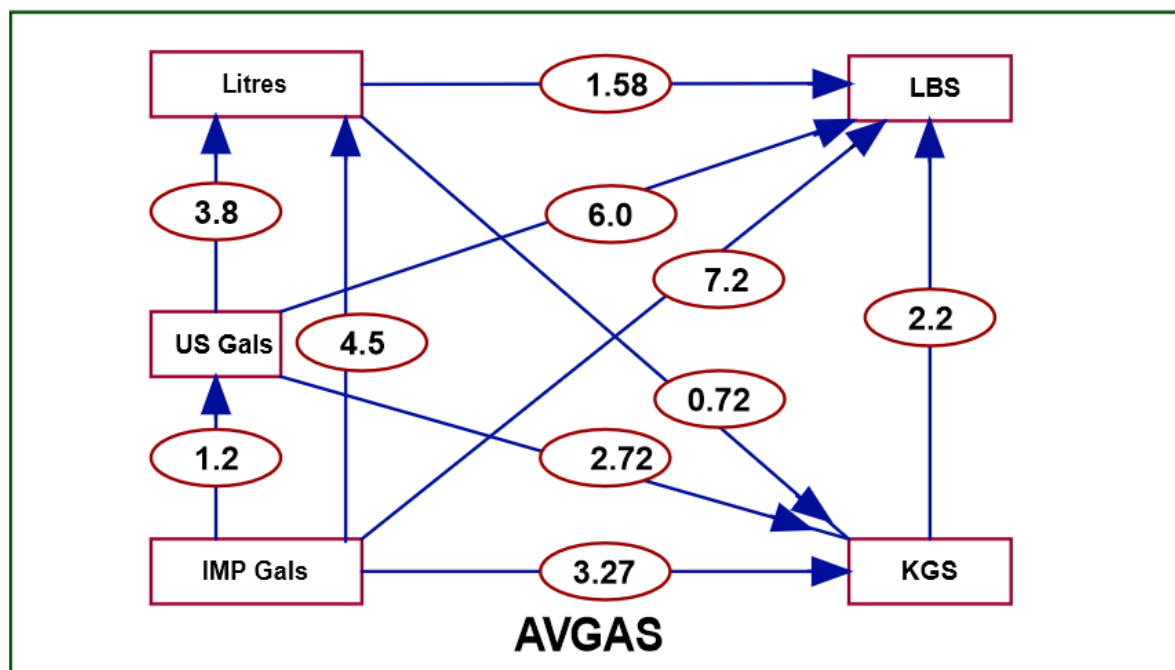 Litres
1.58
LBS
3.8
6.0
7.2
US Gals
4.5
2.2
0.72
1.2
2.72
IMP Gals
3.27
KGS
AVGAS